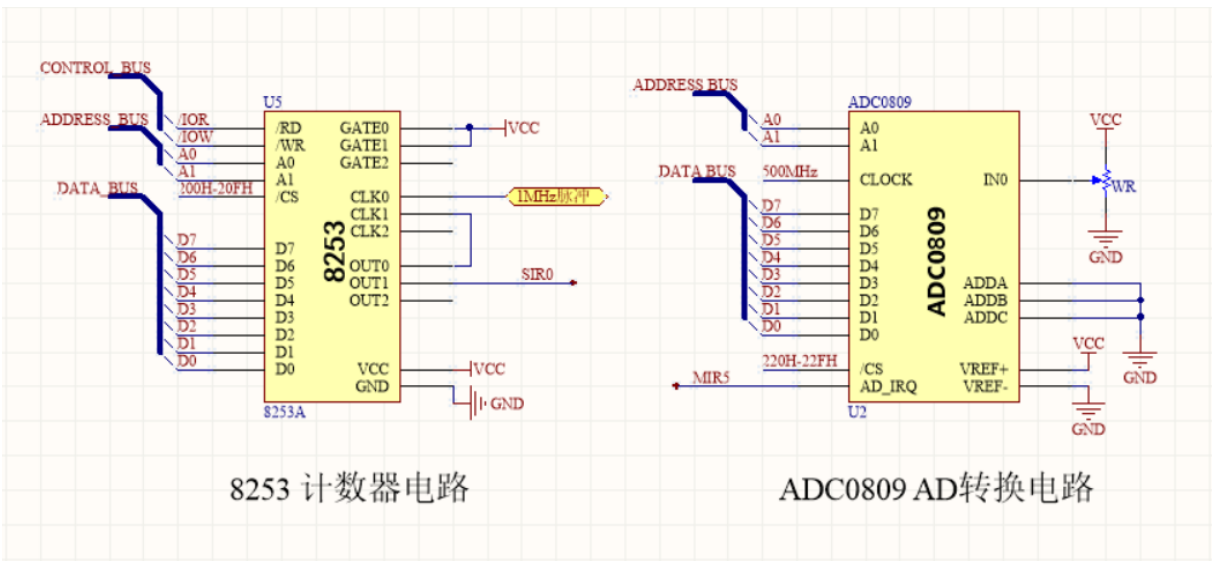 CONTROL_BUS
U5
/IOR
/RD
GATE0
VCC
ADDRESS_BUS
/IOW
/WR
GATE1
A0
A0
GATE2
A1
A1
DATA_BUS
200H-20FH
/CS
CLK0
1MHz脉冲
CLK1
CLK2
8253
D7
D7
D6
D6
OUT0
D5
D5
OUT1
SIR0
D4
D4
OUT2
D3
D3
D2
D2
D1
D1
D0
D0
VCC
VCC
GND
GND
8253A
8253 计数器电路
ADDRESS BUS
ADC0809
A0
A0
A1
A1
VCC
DATA BUS
500MHz
CLOCK
IN0
WR
D7
D7
D6
D6
D5
D5
GND
D4
D4
D3
D3
ADDA
D2
D2
ADDB
D1
D1
ADDC
D0
D0
ADC0809
VCC
220H-22FH
/CS
VREF+
GND
MIR5
AD_IRQ
VREF-
U2
GND
ADC0809 AD转换电路